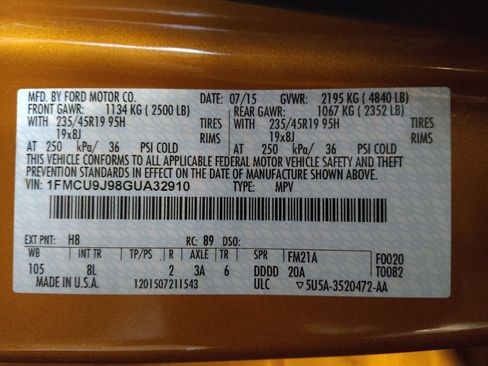 MFD. BY FORD MOTOR CO. DATE: 07/15 GVWR: 2195 KG ( 4840 LB)
FRONT GAWR: 1134 KG ( 2500 LB) REAR GAWR: 1067 KG ( 2352 LB)
WITH 235/45R19 95H TIRES WITH 235/45R19 95H TIRES
19x8J RIMS 19x8J RIMS
AT 250 kPa/ 36 PSI COLD AT 250 kPa/ 36 PSI COLD
THIS VEHICLE CONFORMS TO ALL APPLICABLE FEDERAL MOTOR VEHICLE SAFETY AND THEFT
PREVENTION STANDARDS IN EFFECT ON THE DATE OF MANUFACTURE SHOWN ABOVE.
VIN: 1FMCU9J98GUA32910 TYPE: MPV
EXT PNT: H8 RC: 89 DSO:
WB INT TR TP/PS R AXLE TR SPR FM21A F0020
105 8L 2 3A 6 DDDD 20A T0082
MADE IN U.S.A. 1201507211543 ULC ▽5U5A-3520472-AA